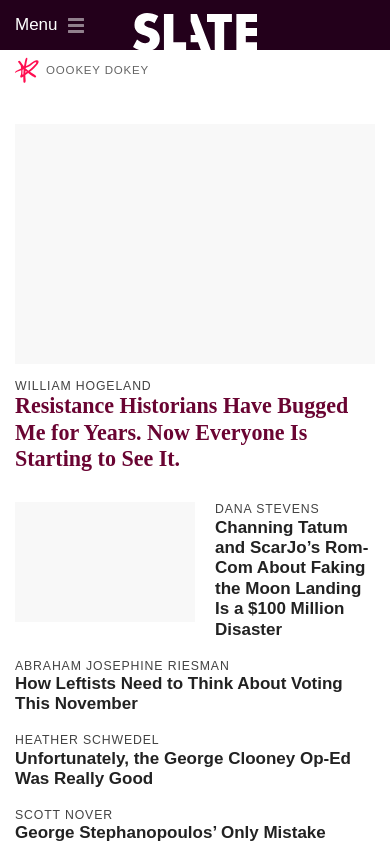 Menu
SLATE
OOOKEY DOKEY
WILLIAM HOGELAND
Resistance Historians Have Bugged
Me for Years. Now Everyone Is
Starting to See It.
DANA STEVENS
Channing Tatum
and ScarJo’s Rom-
Com About Faking
the Moon Landing
Is a $100 Million
Disaster
ABRAHAM JOSEPHINE RIESMAN
How Leftists Need to Think About Voting
This November
HEATHER SCHWEDEL
Unfortunately, the George Clooney Op-Ed
Was Really Good
SCOTT NOVER
George Stephanopoulos’ Only Mistake